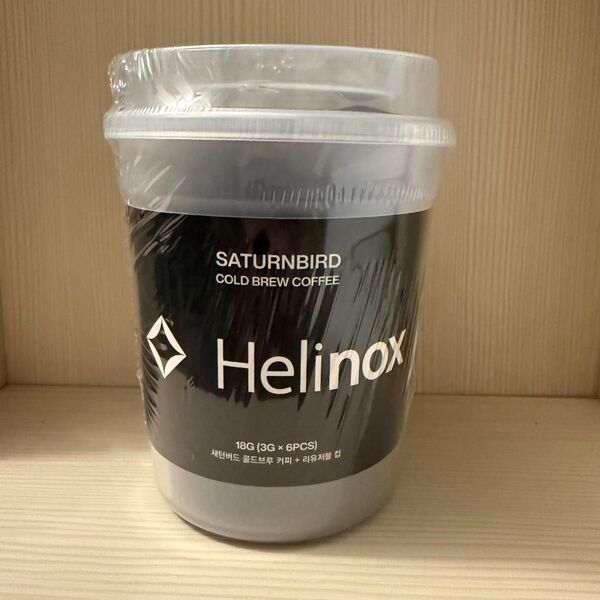 SATURNBIRD
COLD BREW COFFEE
Helinox
18G (3G × 6PCS)
새턴버드 콜드브루 커피 + 리유저블 컵